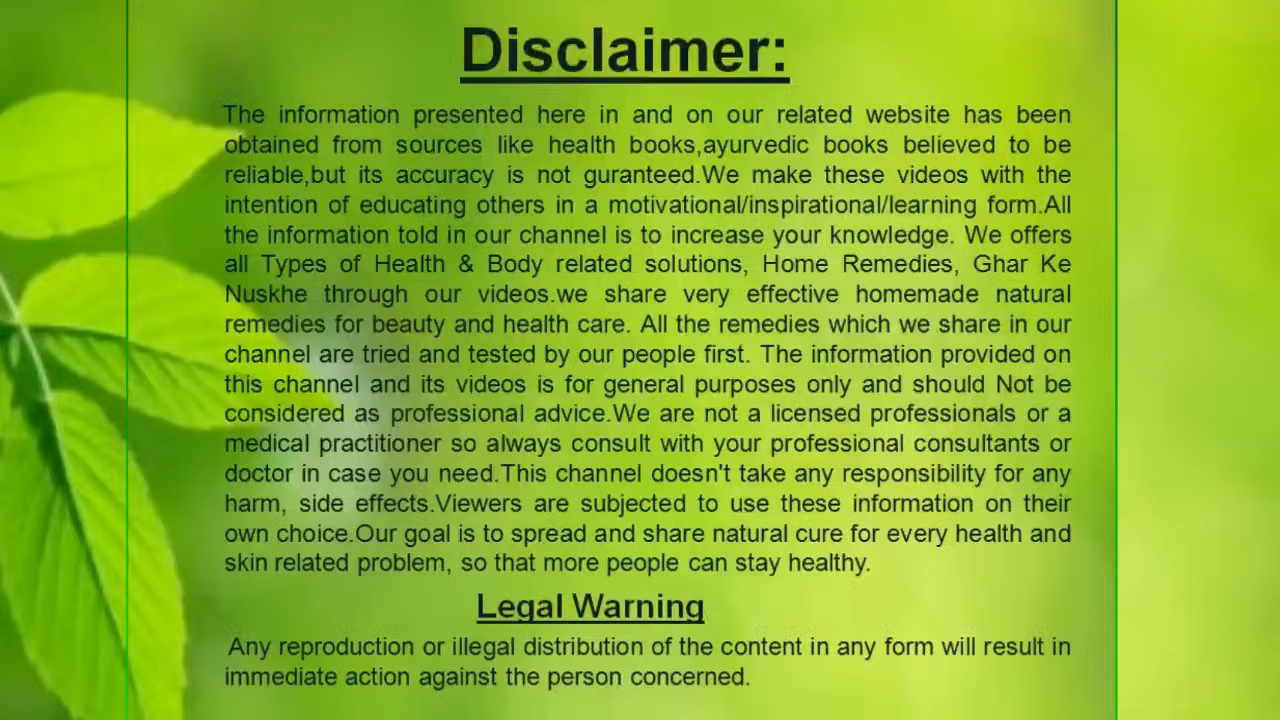 Disclaimer:
The information presented here in and on our related website has been
obtained from sources like health books,ayurvedic books believed to be
reliable,but its accuracy is not guranteed.We make these videos with the
intention of educating others in a motivational/inspirational/learning form.All
the information told in our channel is to increase your knowledge. We offers
all Types of Health & Body related solutions, Home Remedies, Ghar Ke
Nuskhe through our videos.we share very effective homemade natural
remedies for beauty and health care. All the remedies which we share in our
channel are tried and tested by our people first. The information provided on
this channel and its videos is for general purposes only and should Not be
considered as professional advice.We are not a licensed professionals or a
medical practitioner so always consult with your professional consultants or
doctor in case you need.This channel doesn't take any responsibility for any
harm, side effects.Viewers are subjected to use these information on their
own choice.Our goal is to spread and share natural cure for every health and
skin related problem, so that more people can stay healthy.
Legal Warning
Any reproduction or illegal distribution of the content in any form will result in
immediate action against the person concerned.